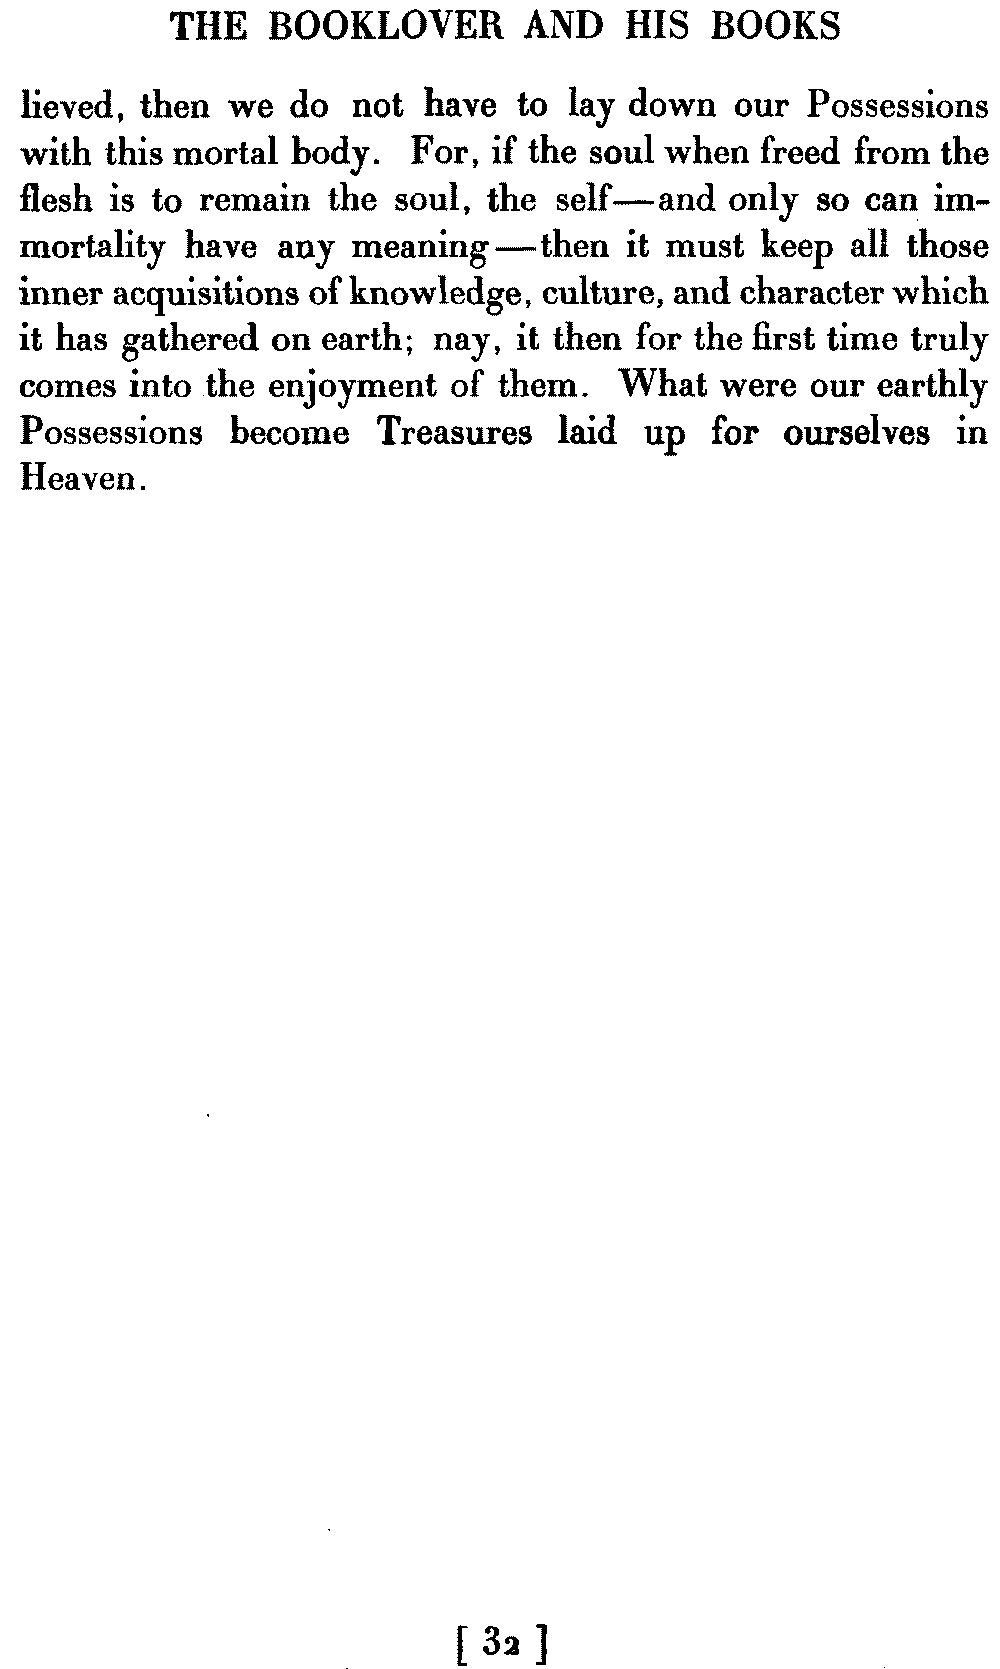 THE BOOKLOVER AND HIS BOOKS
lieved, then we do not have to lay down our Possessions
with this mortal body. For, if the soul when freed from the
flesh is to remain the soul, the self—and only so can im-
mortality have any meaning—then it must keep all those
inner acquisitions of knowledge, culture, and character which
it has gathered on earth; nay, it then for the first time truly
comes into the enjoyment of them. What were our earthly
Possessions become Treasures laid up for ourselves in
Heaven.
[ 32 ]